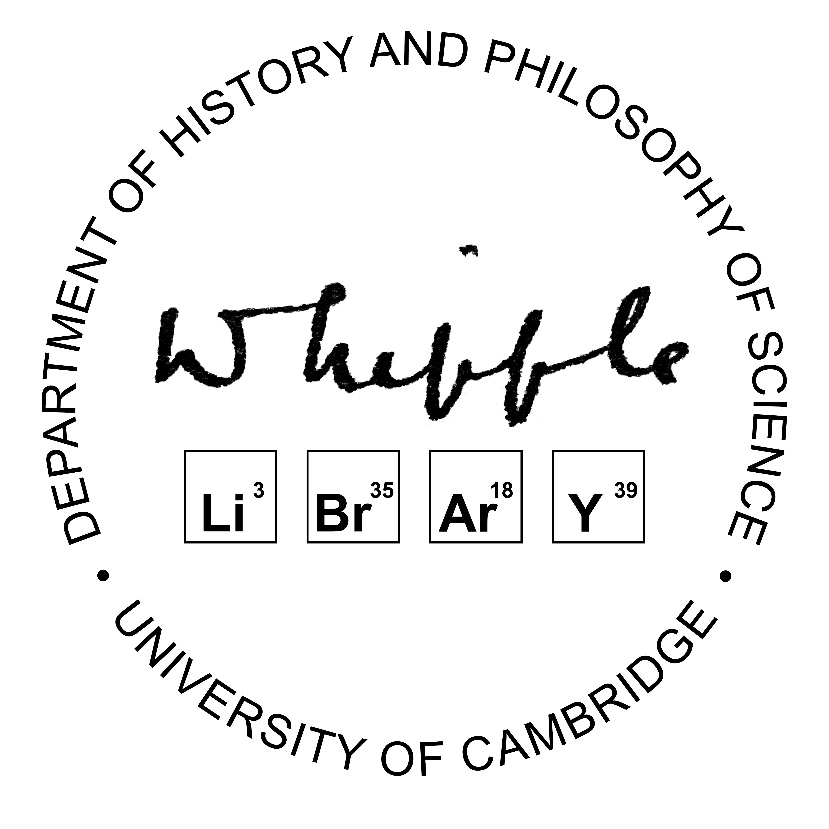 DEPARTMENT OF HISTORY AND PHILOSOPHY OF SCIENCE
Whipple
Li 3 Br 35 Ar 18 Y 39
• UNIVERSITY OF CAMBRIDGE •